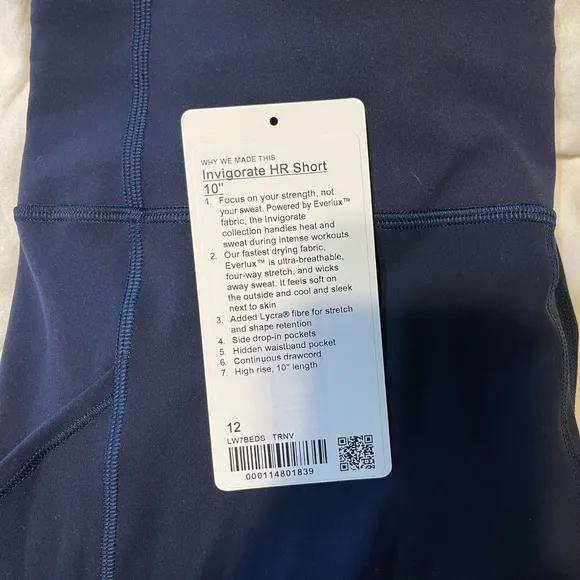 WHY WE MADE THIS
Invigorate HR Short
10"
1. Focus on your strength, not
your sweat. Powered by Everlux™
fabric, the Invigorate
collection handles heat and
sweat during intense workouts
2. Our fastest drying fabric,
Everlux™ is ultra-breathable,
four-way stretch, and wicks
away sweat. It feels soft on
the outside and cool and sleek
next to skin
3. Added Lycra® fibre for stretch
and shape retention
4. Side drop-in pockets
5. Hidden waistband pocket
6. Continuous drawcord
7. High rise, 10" length
12
LW7BEDS TRNV
000114801839